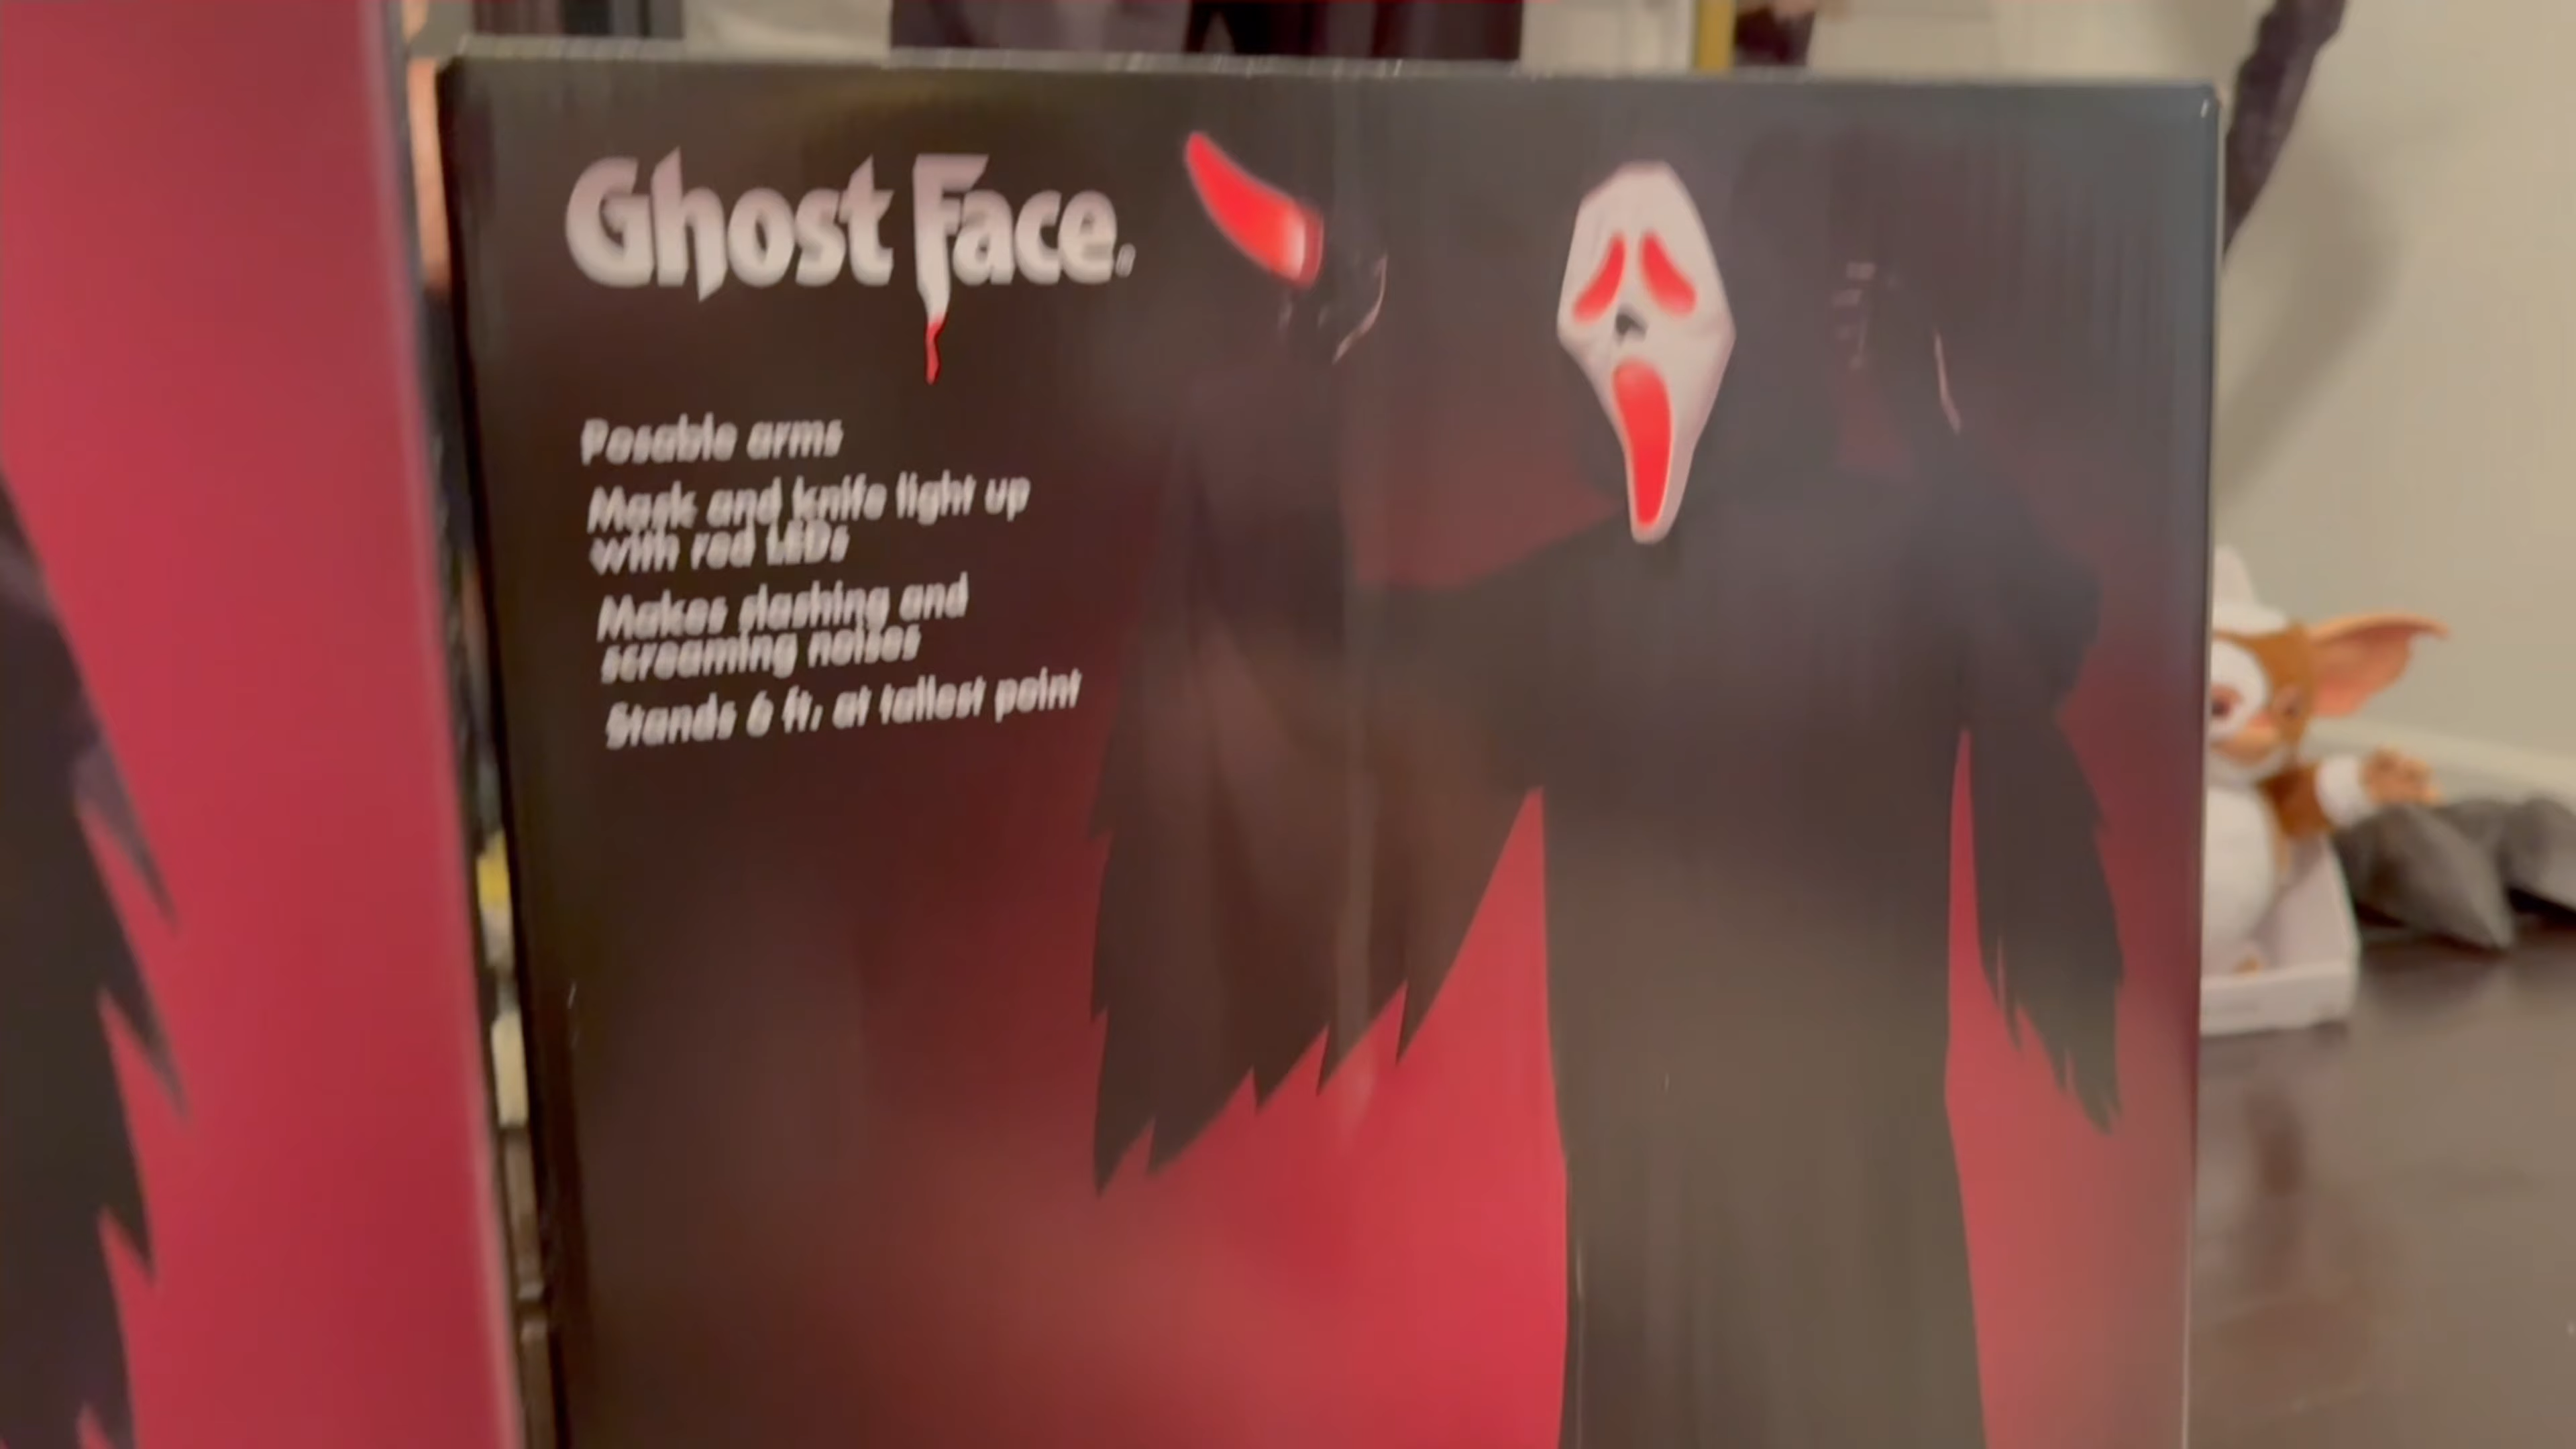 Ghost Face
Posable arms
Mask and knife light up
with red LEDs
Makes slashing and
screaming noises
Stands 6 ft. at tallest point